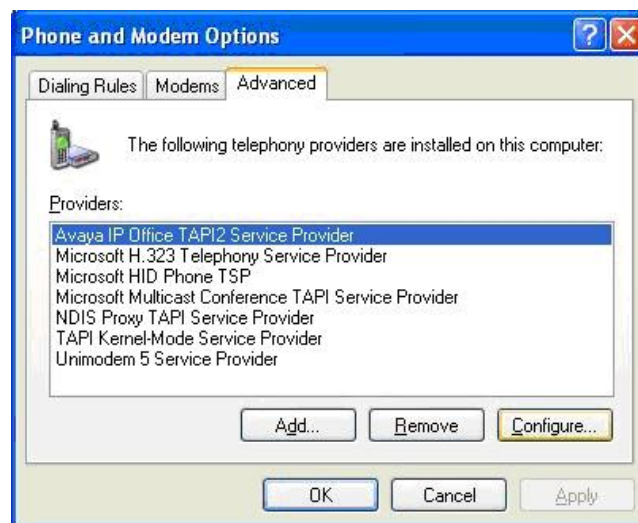 Phone and Modem Options
Dialing Rules Modems Advanced
The following telephony providers are installed on this computer:
Providers:
Avaya IP Office TAPI2 Service Provider
Microsoft H.323 Telephony Service Provider
Microsoft HID Phone TSP
Microsoft Multicast Conference TAPI Service Provider
NDIS Proxy TAPI Service Provider
TAPI Kernel-Mode Service Provider
Unimodem 5 Service Provider
Add... Remove Configure...
OK Cancel Apply